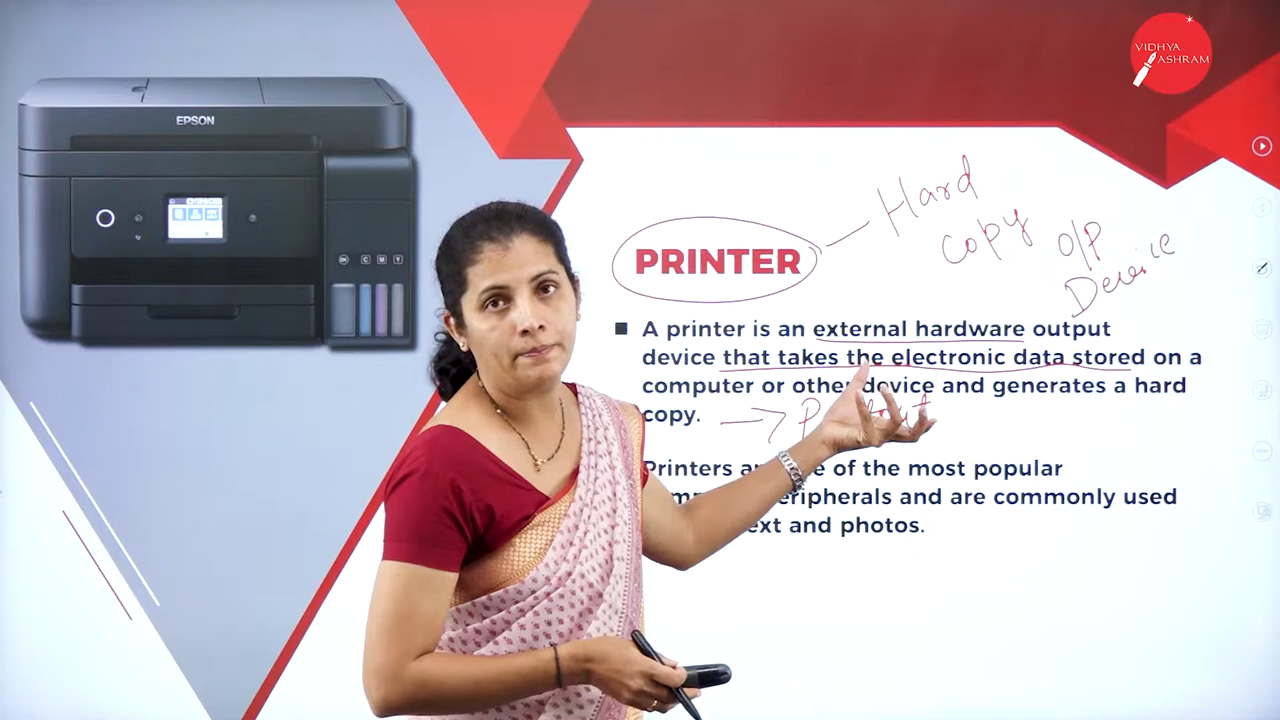 VIDHYA
ASHRAM
EPSON
BK C M Y
PRINTER
Hard
copy
O/P
Device
A printer is an external hardware output
device that takes the electronic data stored on a
computer or other device and generates a hard
copy.
Printers of the most popular
and are commonly used
and photos.